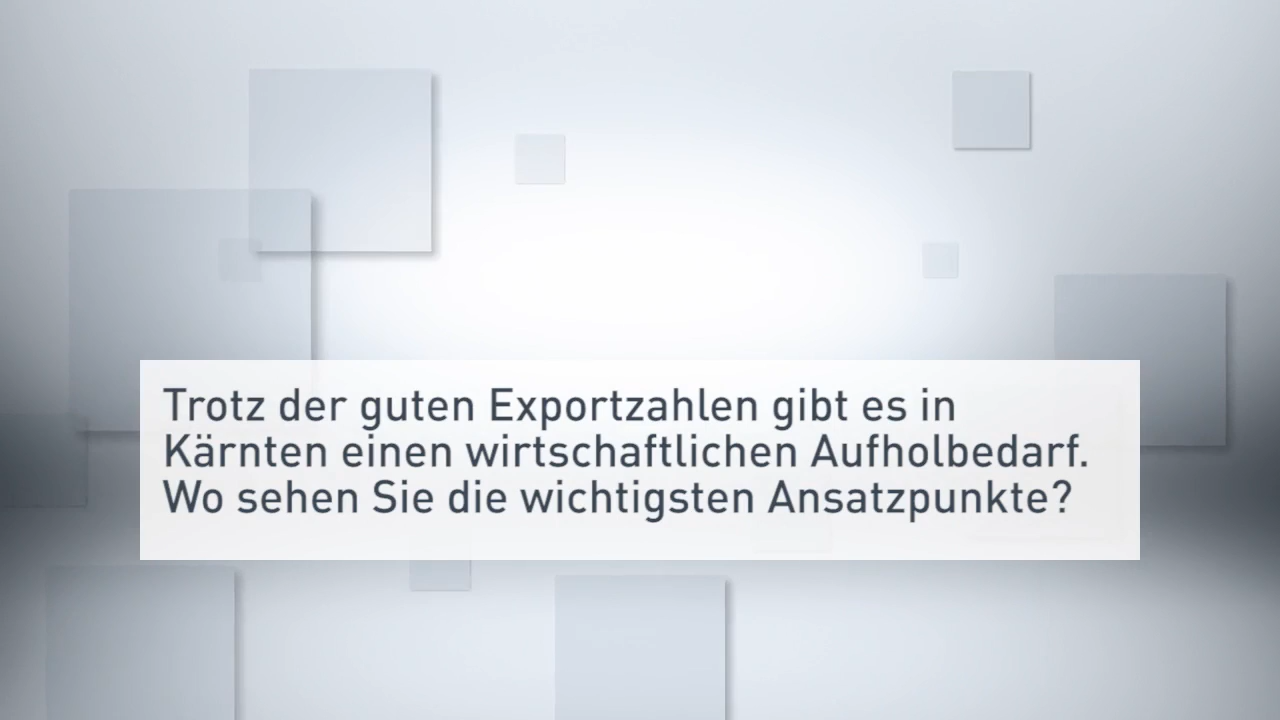 Trotz der guten Exportzahlen gibt es in
Kärnten einen wirtschaftlichen Aufholbedarf.
Wo sehen Sie die wichtigsten Ansatzpunkte?